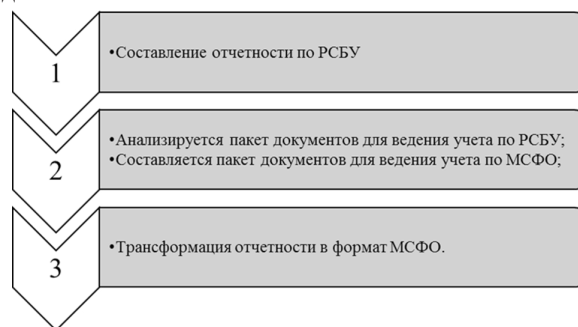 1
•Составление отчетности по РСБУ
2
•Анализируется пакет документов для ведения учета по РСБУ;
•Составляется пакет документов для ведения учета по МСФО;
3
•Трансформация отчетности в формат МСФО.